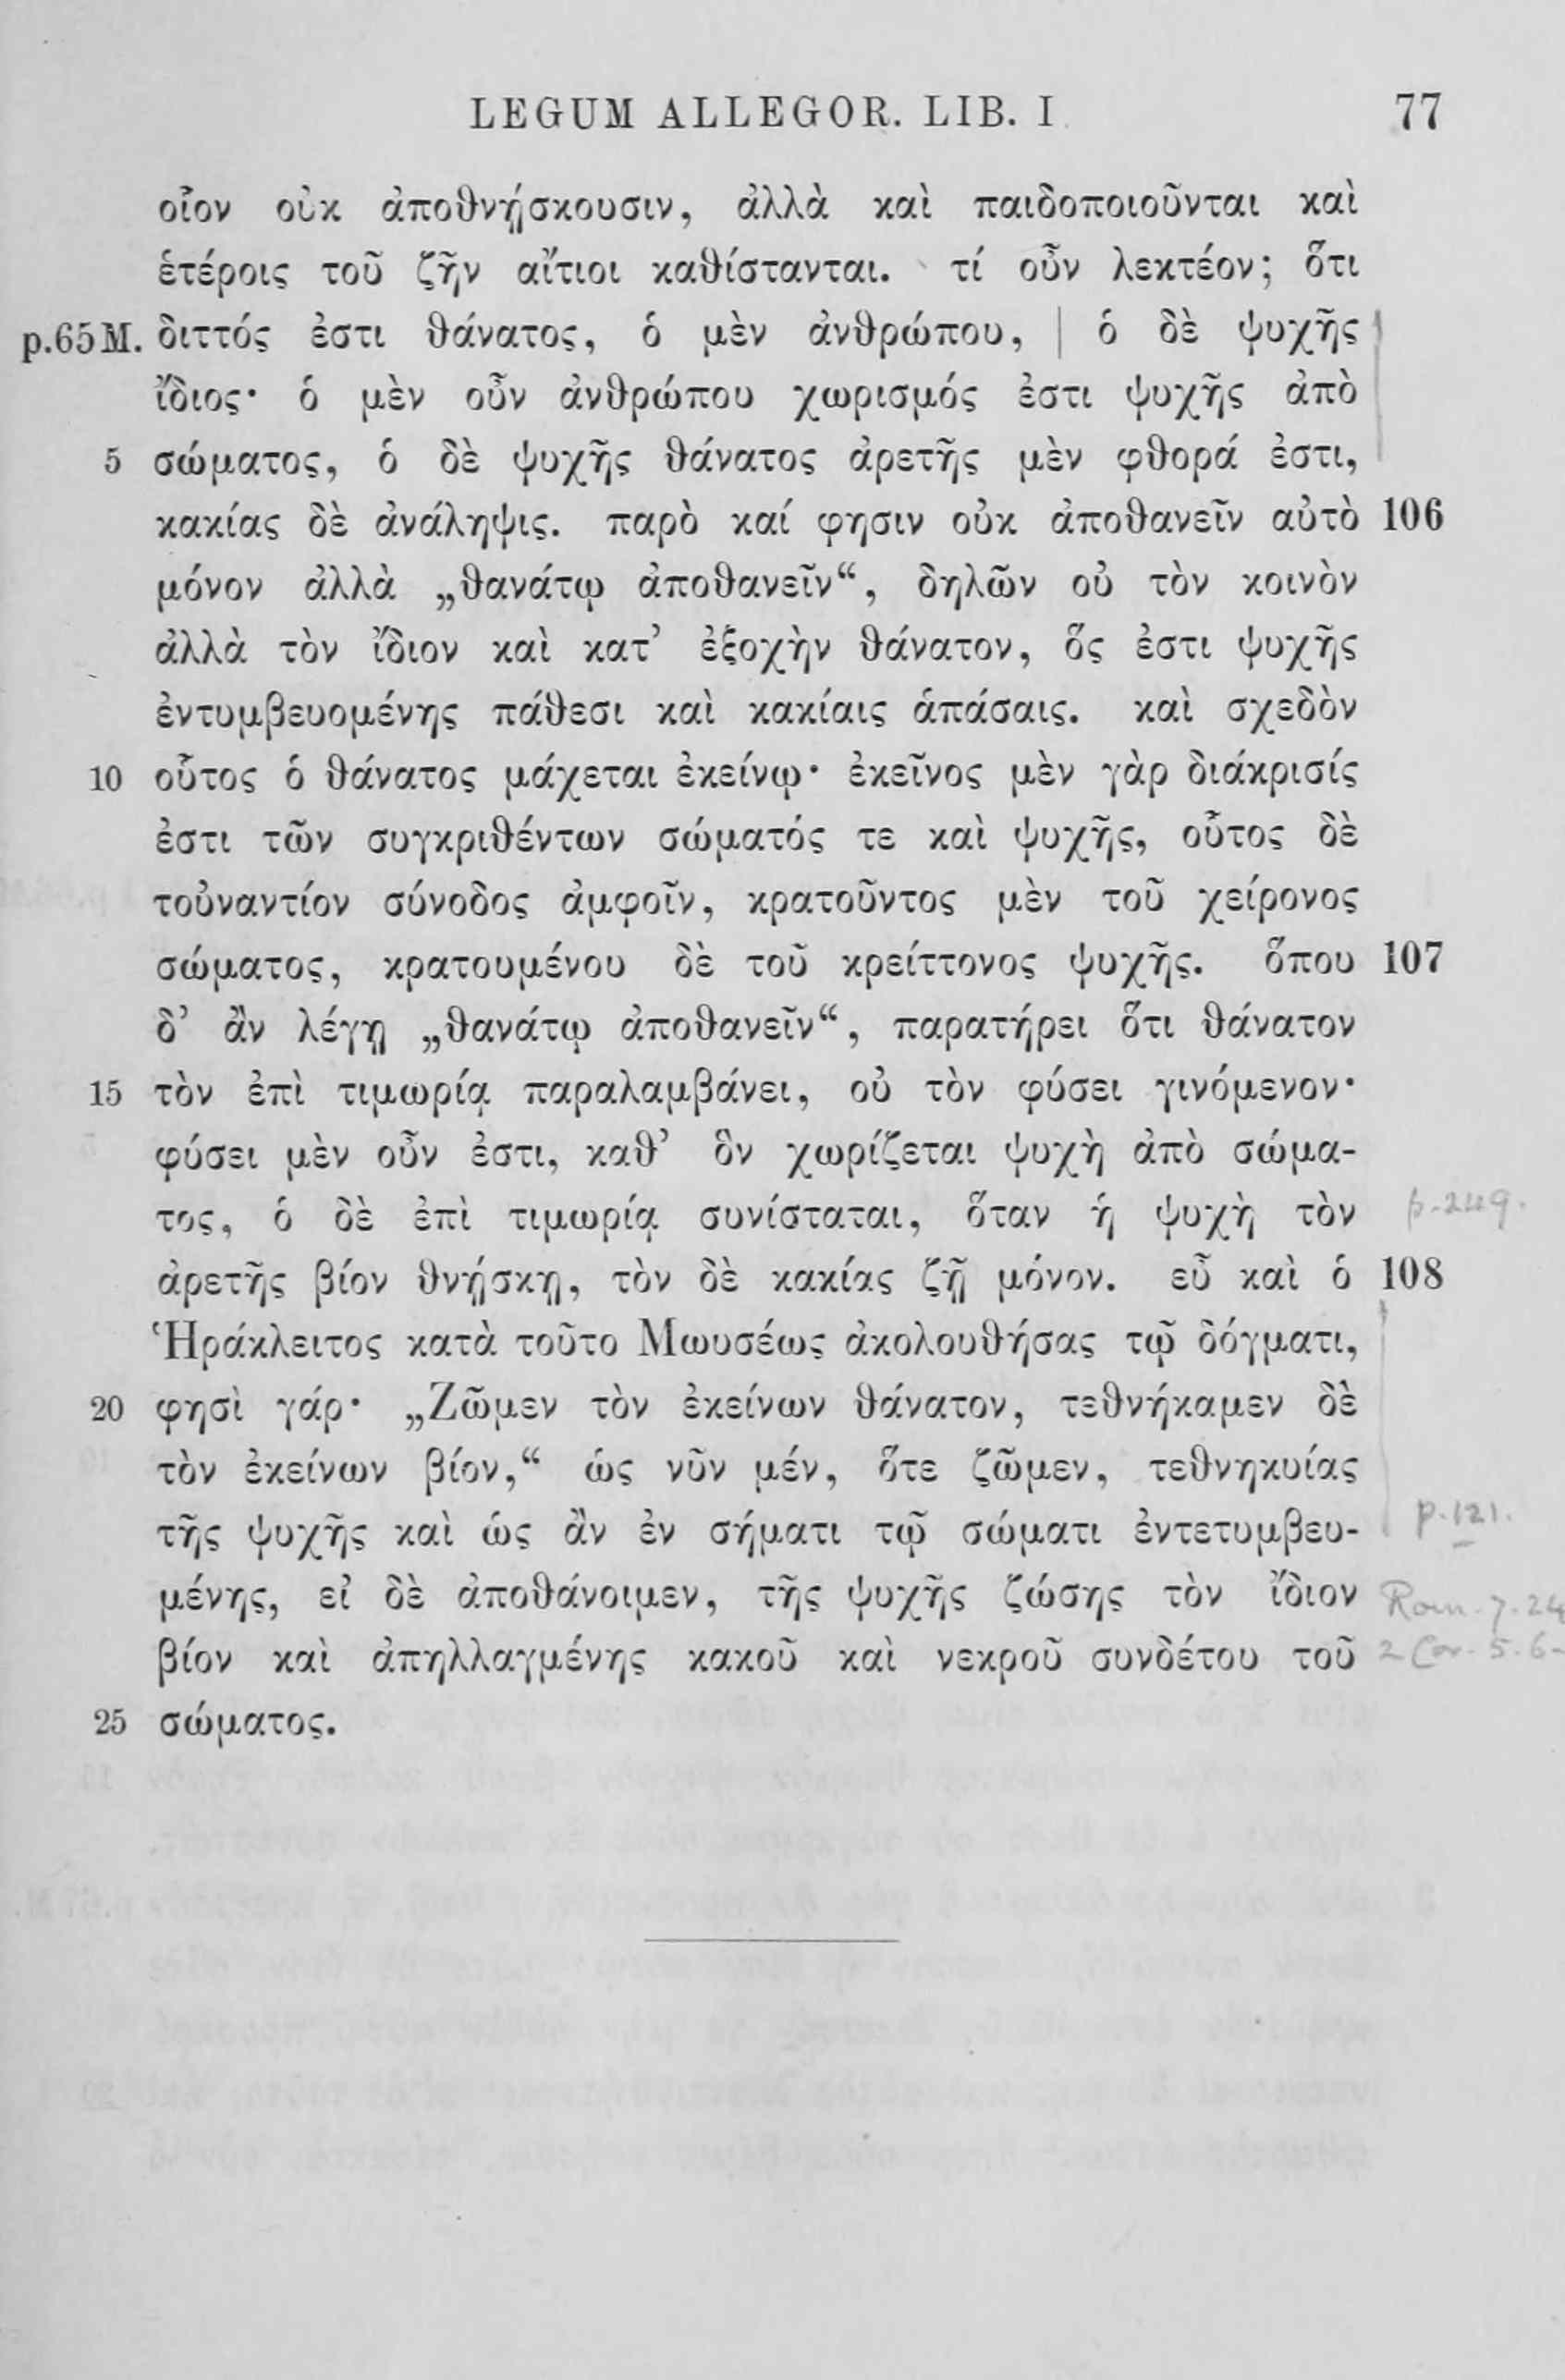 LEGUM ALLEGOR. LIB. I 77
οἷον οὐκ ἀποθνῄσκουσιν, ἀλλὰ καὶ παιδοποιοῦνται καὶ
ἑτέροις τοῦ ζῆν αἴτιοι καθίστανται. τί οὖν λεκτέον; ὅτι
p.65M. διττός ἐστι θάνατος, ὁ μὲν ἀνθρώπου, | ὁ δὲ ψυχῆς
ἴδιος· ὁ μὲν οὖν ἀνθρώπου χωρισμός ἐστι ψυχῆς ἀπὸ
5 σώματος, ὁ δὲ ψυχῆς θάνατος ἀρετῆς μὲν φθορά ἐστι,
κακίας δὲ ἀνάληψις. παρὸ καί φησιν οὐκ ἀποθανεῖν αὐτὸ 106
μόνον ἀλλὰ „θανάτῳ ἀποθανεῖν“, δηλῶν οὐ τὸν κοινὸν
ἀλλὰ τὸν ἴδιον καὶ κατ’ ἐξοχὴν θάνατον, ὅς ἐστι ψυχῆς
ἐντυμβευομένης πάθεσι καὶ κακίαις ἁπάσαις. καὶ σχεδὸν
10 οὗτος ὁ θάνατος μάχεται ἐκείνῳ· ἐκεῖνος μὲν γὰρ διάκρισίς
ἐστι τῶν συγκριθέντων σώματός τε καὶ ψυχῆς, οὗτος δὲ
τοὐναντίον σύνοδος ἀμφοῖν, κρατοῦντος μὲν τοῦ χείρονος
σώματος, κρατουμένου δὲ τοῦ κρείττονος ψυχῆς. ὅπου 107
δ’ ἂν λέγῃ „θανάτῳ ἀποθανεῖν“, παρατήρει ὅτι θάνατον
15 τὸν ἐπὶ τιμωρίᾳ παραλαμβάνει, οὐ τὸν φύσει γινόμενον·
φύσει μὲν οὖν ἐστι, καθ’ ὃν χωρίζεται ψυχὴ ἀπὸ σώμα-
τος, ὁ δὲ ἐπὶ τιμωρίᾳ συνίσταται, ὅταν ἡ ψυχὴ τὸν p.249.
ἀρετῆς βίον θνῄσκῃ, τὸν δὲ κακίας ζῇ μόνον. εὖ καὶ ὁ 108
Ἡράκλειτος κατὰ τοῦτο Μωυσέως ἀκολουθήσας τῷ δόγματι,
20 φησὶ γάρ· „Ζῶμεν τὸν ἐκείνων θάνατον, τεθνήκαμεν δὲ
τὸν ἐκείνων βίον,“ ὡς νῦν μέν, ὅτε ζῶμεν, τεθνηκυίας
τῆς ψυχῆς καὶ ὡς ἂν ἐν σήματι τῷ σώματι ἐντετυμβευ- p.121.
μένης, εἰ δὲ ἀποθάνοιμεν, τῆς ψυχῆς ζώσης τὸν ἴδιον Rom. 7. 24
βίον καὶ ἀπηλλαγμένης κακοῦ καὶ νεκροῦ συνδέτου τοῦ 2 Cor. 5. 6-
25 σώματος.